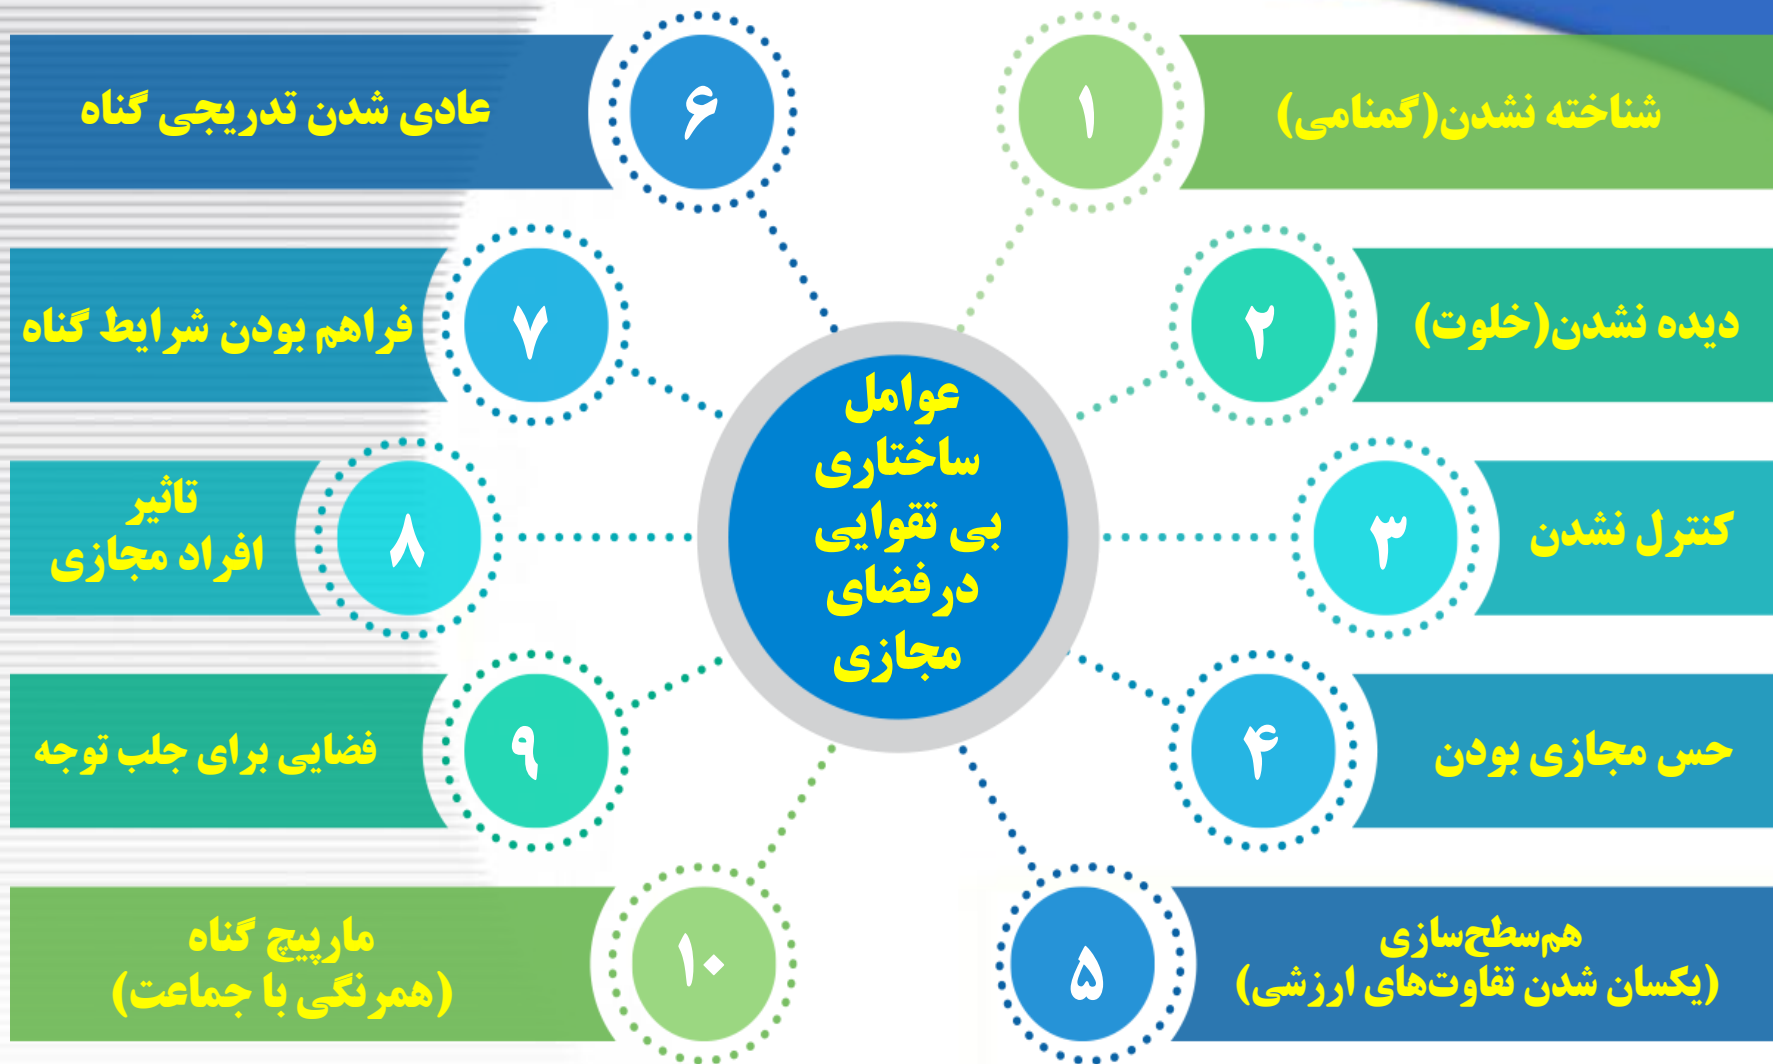 عوامل
ساختاری
بی تقوایی
درفضای
مجازی
۱
شناخته نشدن(گمنامی)
۲
دیده نشدن(خلوت)
۳
کنترل نشدن
۴
حس مجازی بودن
۵
هم‌سطح‌سازی
(یکسان شدن تفاوت‌های ارزشی)
۶
عادی شدن تدریجی گناه
۷
فراهم بودن شرایط گناه
۸
تاثیر
افراد مجازی
۹
فضایی برای جلب توجه
۱۰
مارپیچ گناه
(همرنگی با جماعت)